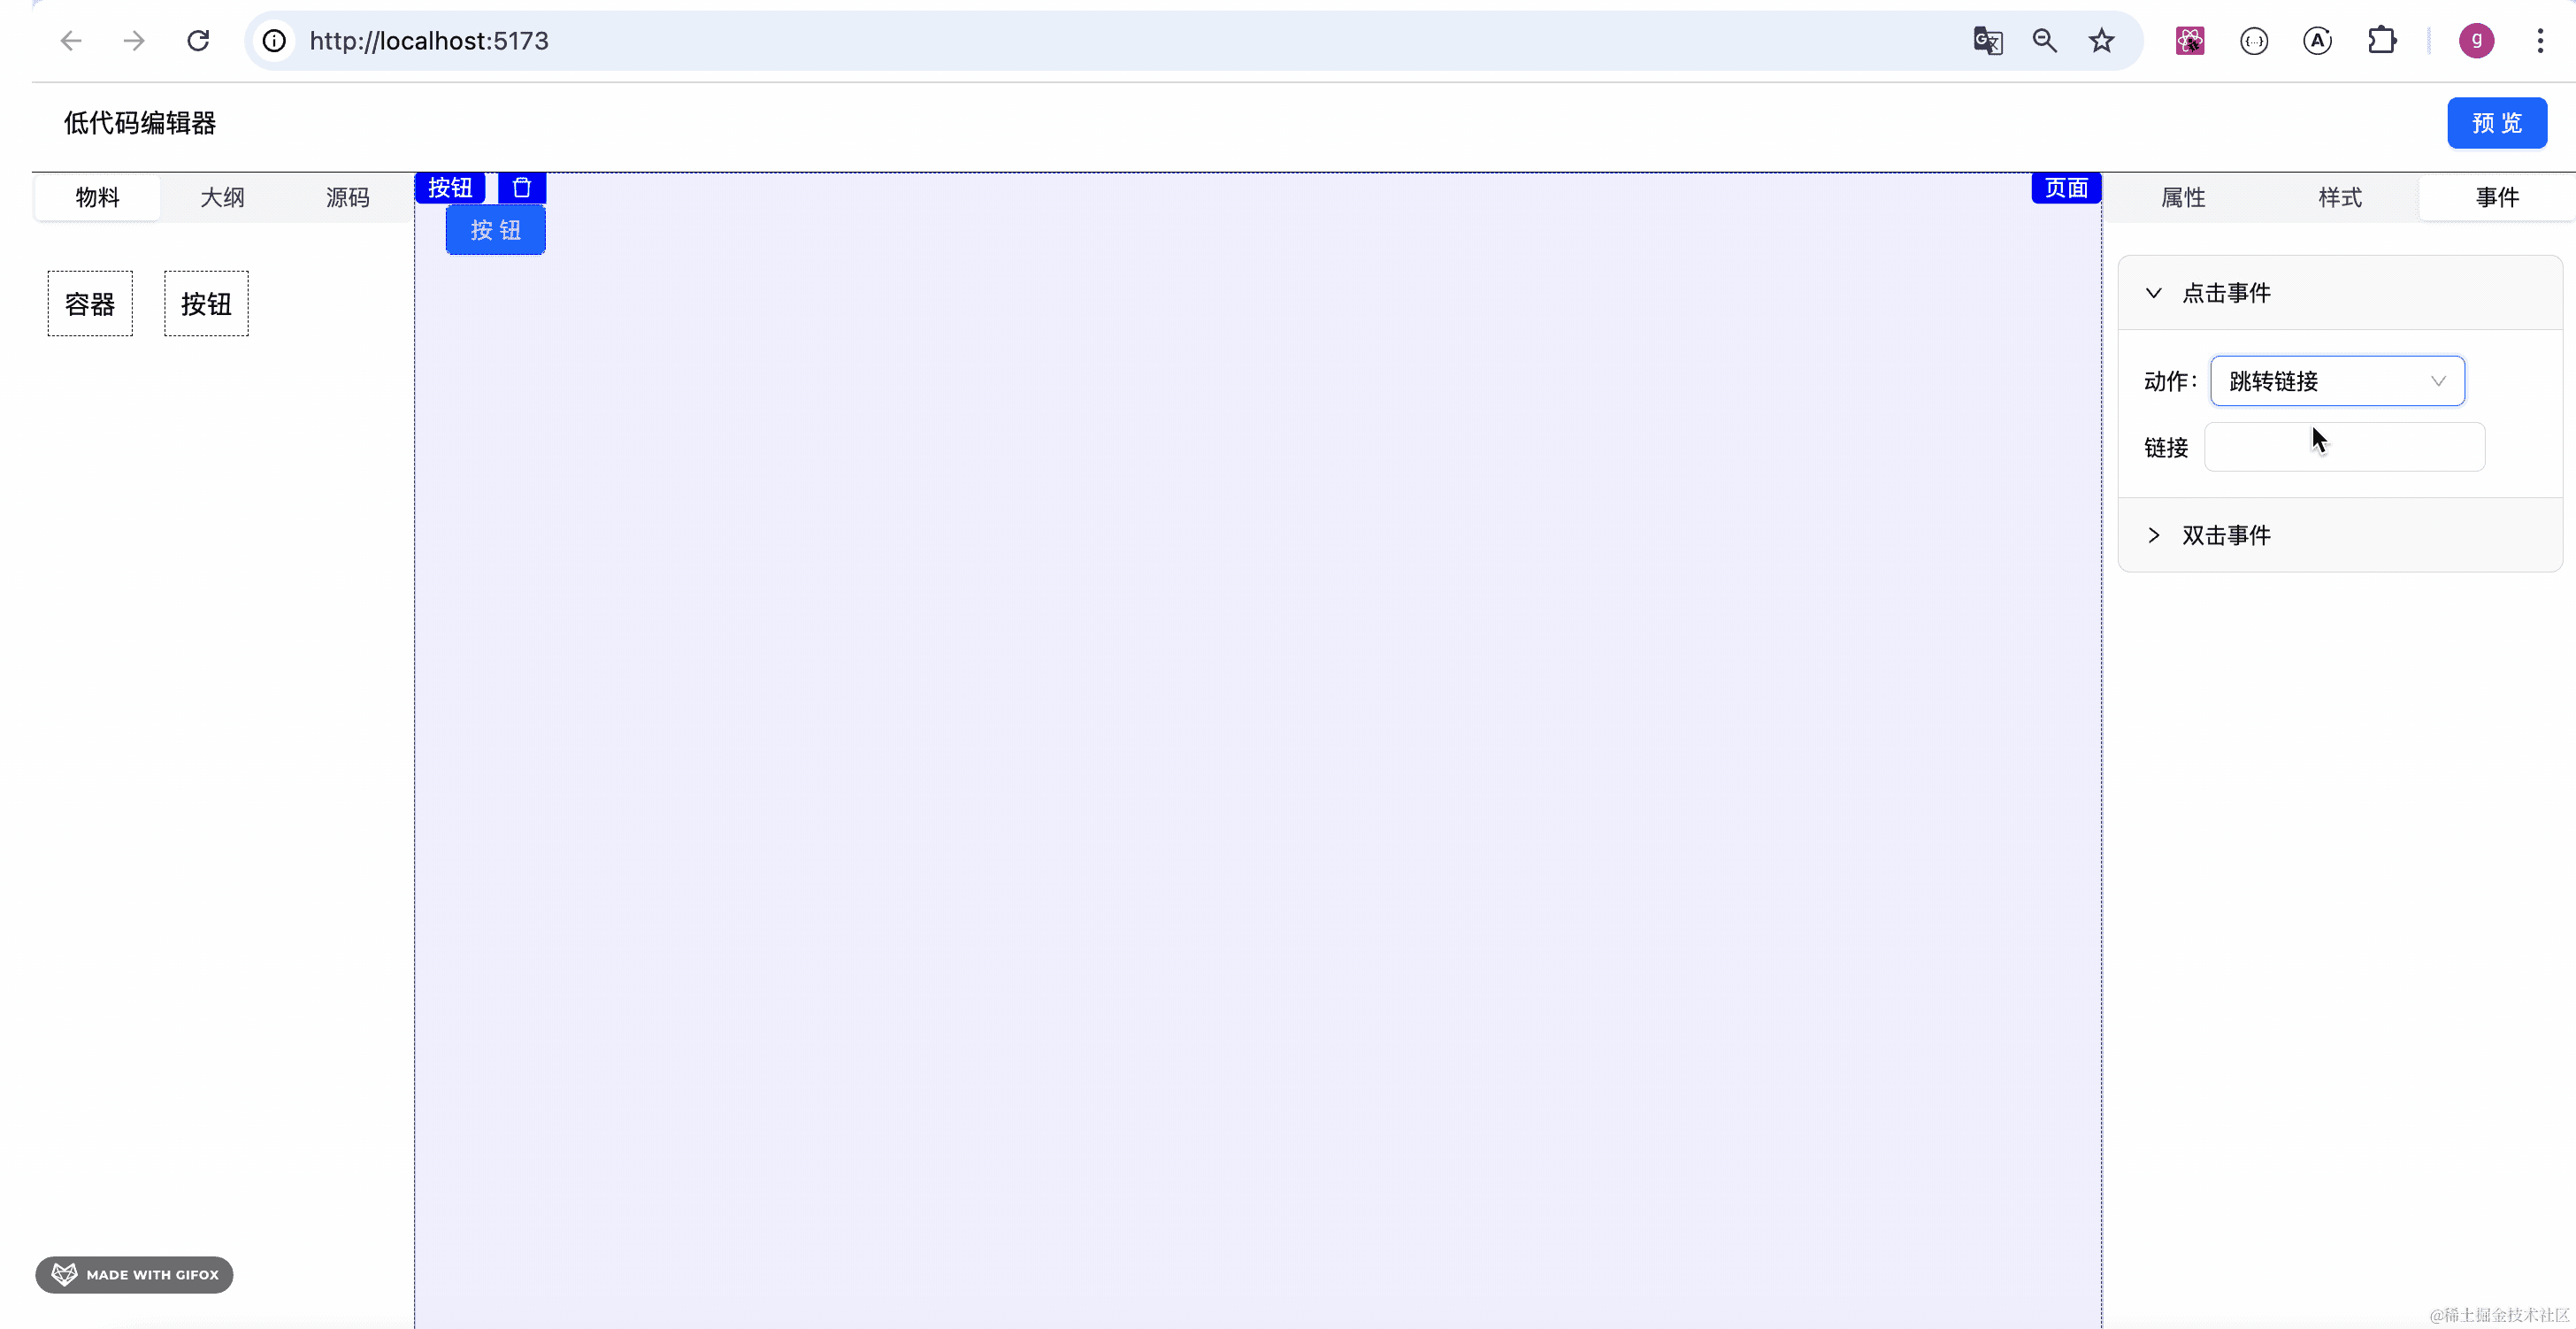 http://localhost:5173
g
低代码编辑器
预 览
物料
大纲
源码
按钮
页面
属性
样式
事件
按 钮
容器
按钮
点击事件
动作：
跳转链接
链接
双击事件
MADE WITH GIFOX
@稀土掘金技术社区